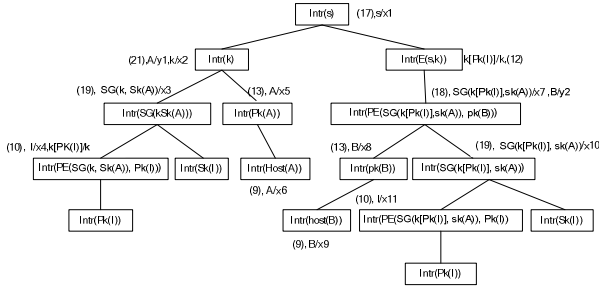 Intr(s) (17),s/x1
(21),A/y1,k/x2 Intr(k) Intr(E(s,k)) k[Pk(I)]/k,(12)
(19), SG(k, Sk(A))/x3 (13), A/x5 (18), SG(k[Pk(I)],sk(A))/x7 ,B/y2
Intr(SG(kSk(A))) Intr(Pk(A)) Intr(PE(SG(k[Pk(I)],sk(A)), pk(B)))
(10), I/x4,k[PK(I)]/k (13), B/x8 (19), SG(k[Pk(I)], sk(A))/x10
Intr(PE(SG(k, Sk(A)), Pk(I))) Intr(Sk(I)) Intr(Host(A)) Intr(pk(B)) Intr(SG(k[Pk(I)], sk(A)))
(9), A/x6 (10), I/x11
Intr(Pk(I)) Intr(host(B)) Intr(PE(SG(k[Pk(I)], sk(A)), Pk(I)) Intr(Sk(I))
(9), B/x9
Intr(Pk(I))